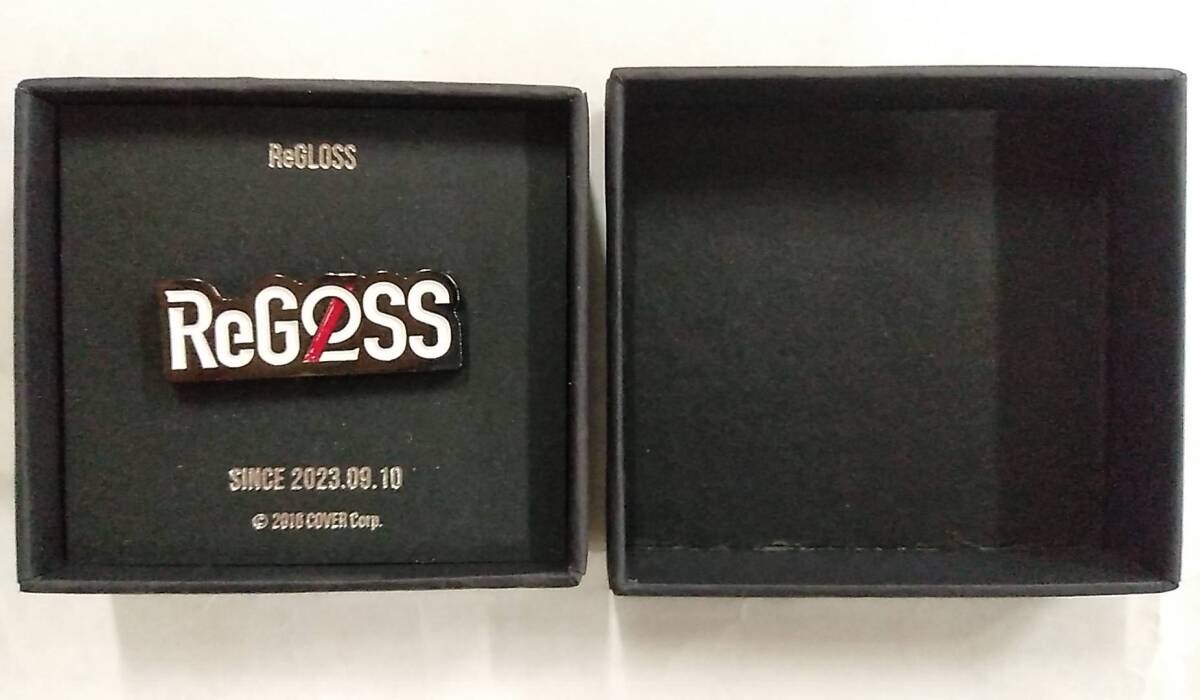 ReGLOSS
ReGLOSS
SINCE 2023.09.10
© 2016 COVER Corp.